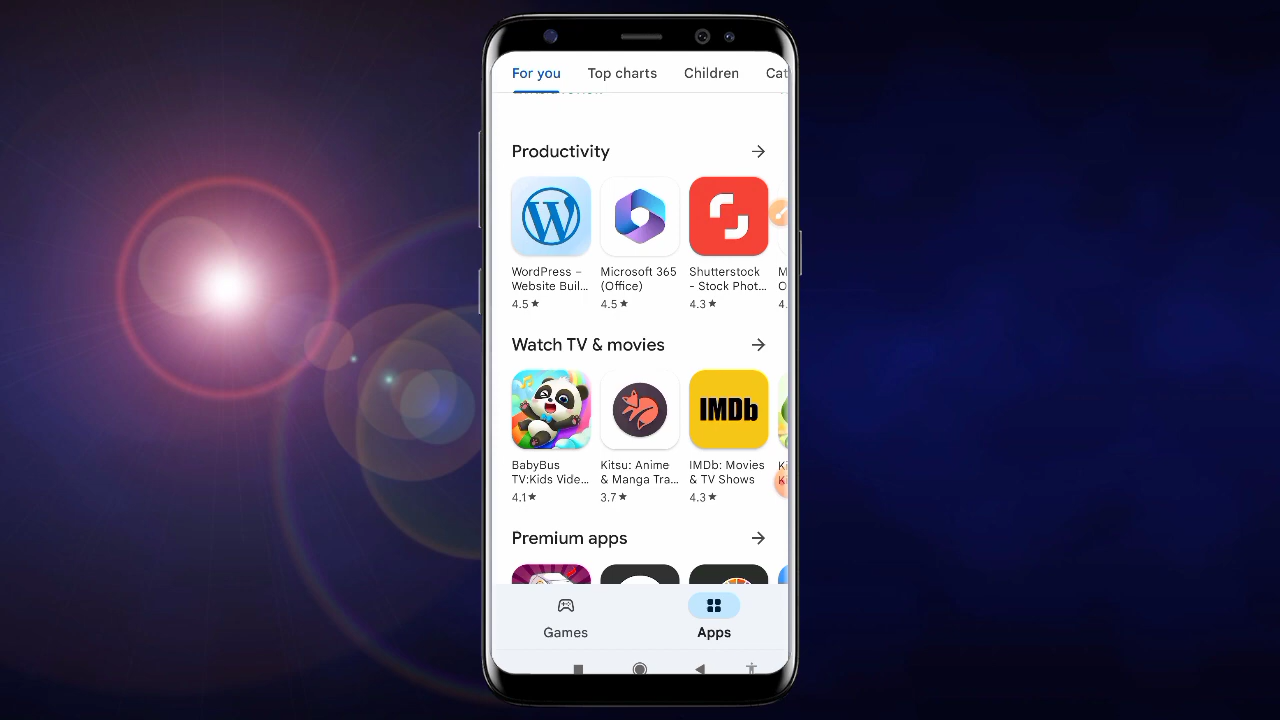 For you Top charts Children Cat
Productivity
WordPress – Microsoft 365 Shutterstock
Website Buil... (Office) – Stock Phot...
4.5★ 4.5★ 4.3★ 4.
Watch TV & movies
IMDb
BabyBus Kitsu: Anime IMDb: Movies
TV:Kids Vide... & Manga Tra... & TV Shows
4.1★ 3.7★ 4.3★
Premium apps
Games Apps